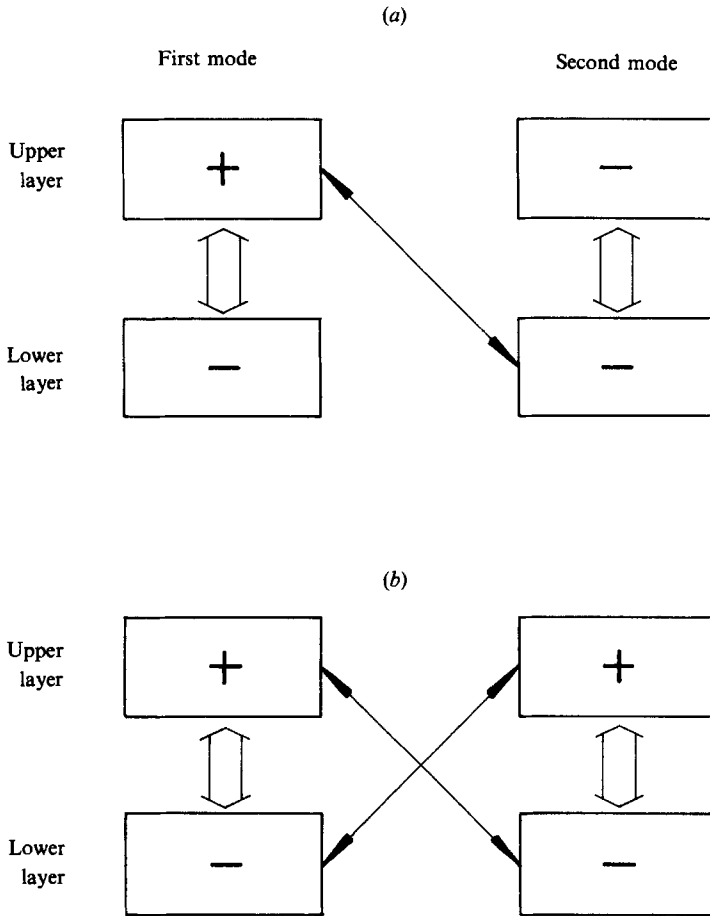 (a)
First mode
Second mode
Upper
layer
+
−
Lower
layer
−
−
(b)
Upper
layer
+
+
Lower
layer
−
−